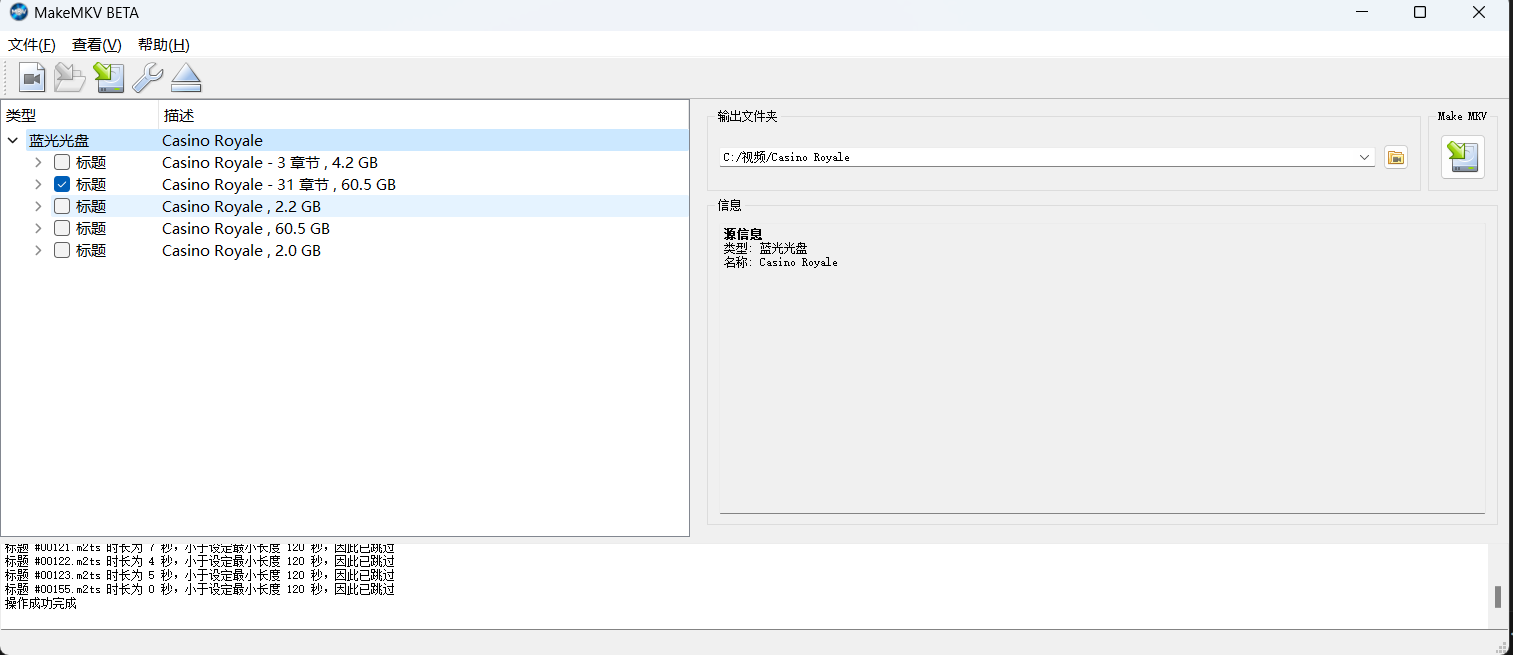 MakeMKV BETA
文件(F) 查看(V) 帮助(H)
类型 描述
蓝光光盘 Casino Royale
标题 Casino Royale - 3 章节 , 4.2 GB
标题 Casino Royale - 31 章节 , 60.5 GB
标题 Casino Royale , 2.2 GB
标题 Casino Royale , 60.5 GB
标题 Casino Royale , 2.0 GB
输出文件夹
C:/视频/Casino Royale
Make MKV
信息
源信息
类型: 蓝光光盘
名称: Casino Royale
标题 #00121.m2ts 时长为 7 秒，小于设定最小长度 120 秒，因此已跳过
标题 #00122.m2ts 时长为 4 秒，小于设定最小长度 120 秒，因此已跳过
标题 #00123.m2ts 时长为 5 秒，小于设定最小长度 120 秒，因此已跳过
标题 #00155.m2ts 时长为 0 秒，小于设定最小长度 120 秒，因此已跳过
操作成功完成